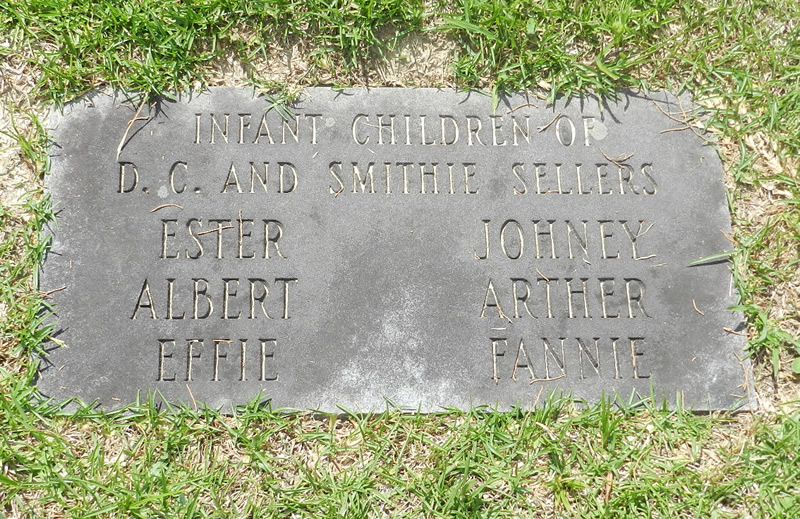 INFANT CHILDREN OF
D. C. AND SMITHIE SELLERS
ESTER JOHNEY
ALBERT ARTHER
EFFIE FANNIE